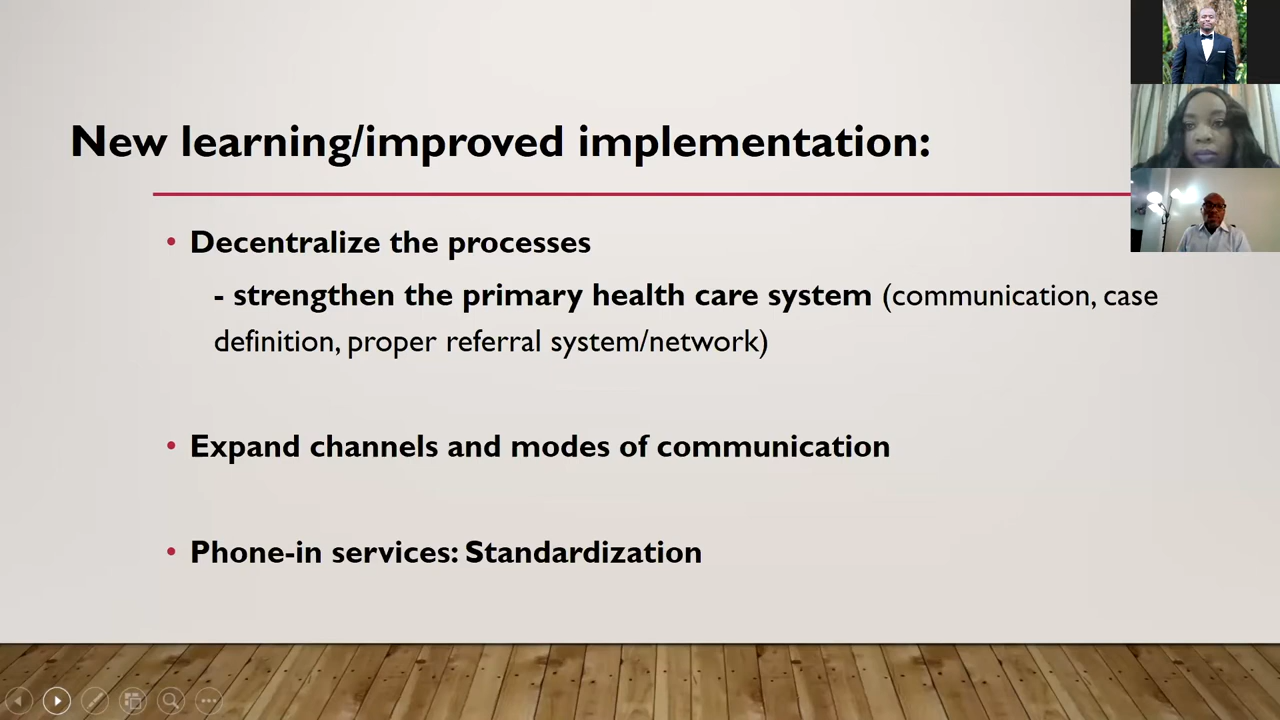 New learning/improved implementation:
• Decentralize the processes
- strengthen the primary health care system (communication, case
definition, proper referral system/network)
• Expand channels and modes of communication
• Phone-in services: Standardization